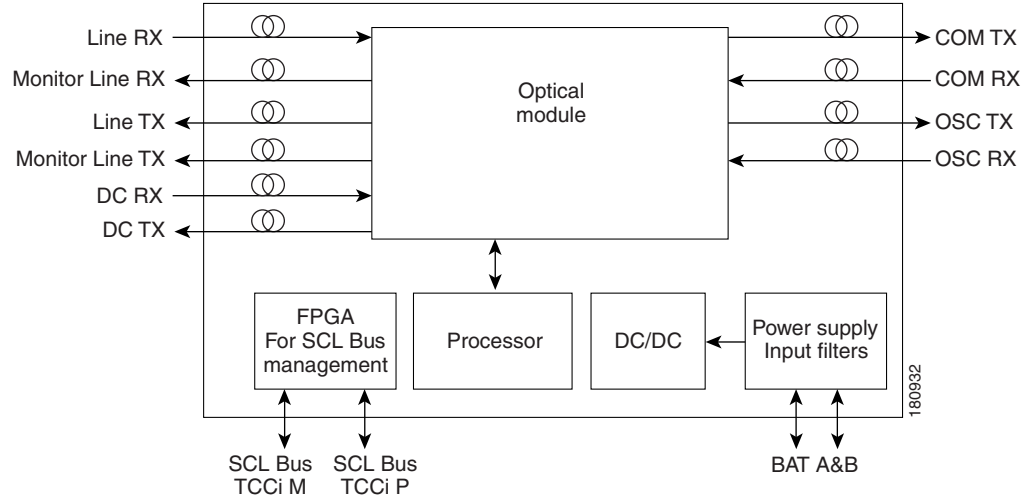 Line RX
Monitor Line RX
Line TX
Monitor Line TX
DC RX
DC TX
Optical
module
COM TX
COM RX
OSC TX
OSC RX
FPGA
For SCL Bus
management
Processor
DC/DC
Power supply
Input filters
180932
SCL Bus
TCCi M
SCL Bus
TCCi P
BAT A&B